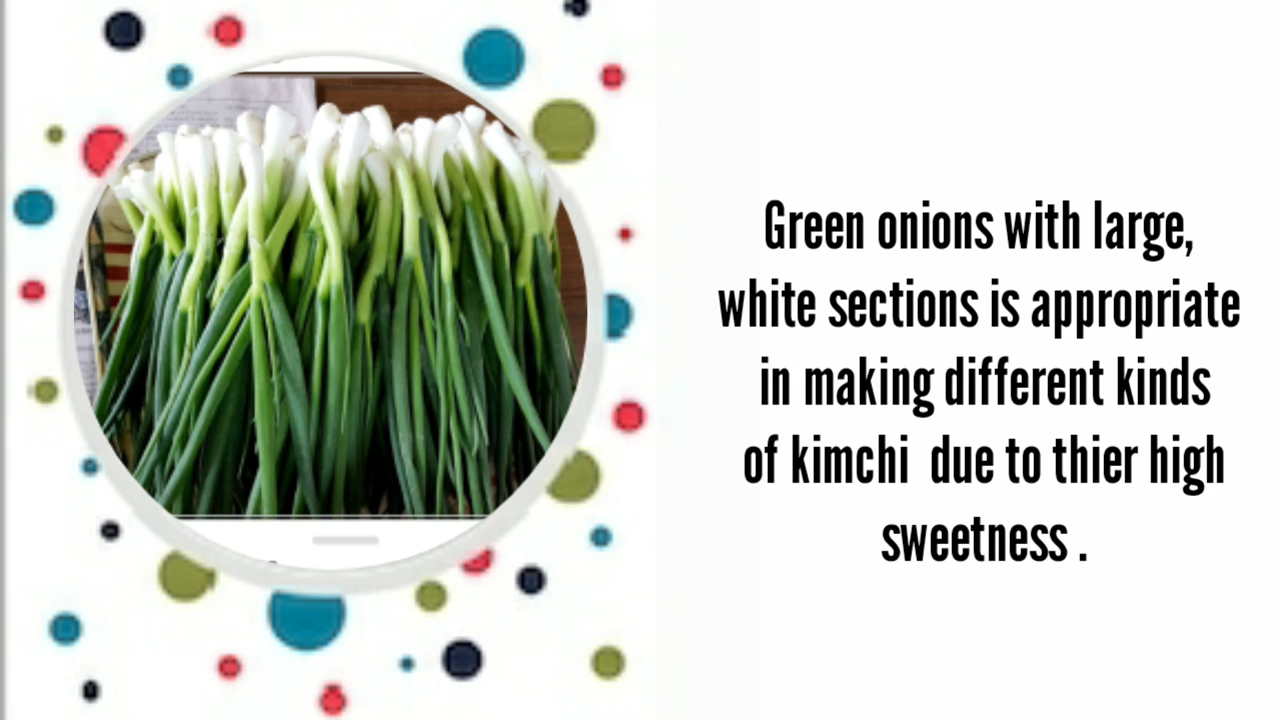 Green onions with large,
white sections is appropriate
in making different kinds
of kimchi  due to thier high
sweetness .